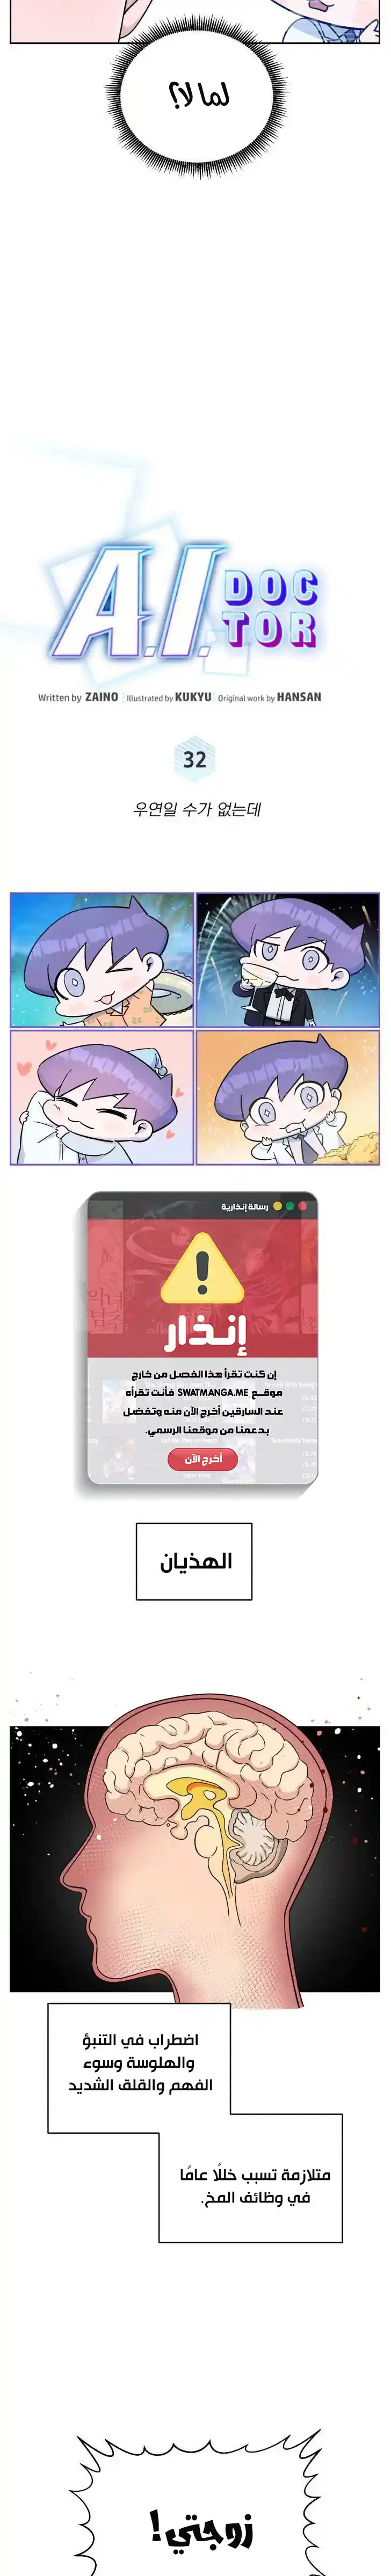 لما لا؟
A.I. DOC
TOR
Written by ZAINO Illustrated by KUKYU Original work by HANSAN
32
우연일 수가 없는데
رسالة إنذارية
إنذار
إن كنت تقرأ هذا الفصل من خارج
موقع SWATMANGA.ME فأنت تقرأه
عند السارقين أخرج الآن منه وتفضل
بدعمنا من موقعنا الرسمي.
أخرج الآن
الهذيان
اضطراب في التنبؤ
والهلوسة وسوء
الفهم والقلق الشديد
متلازمة تسبب خللًا عامًا
في وظائف المخ.
زوجتي!